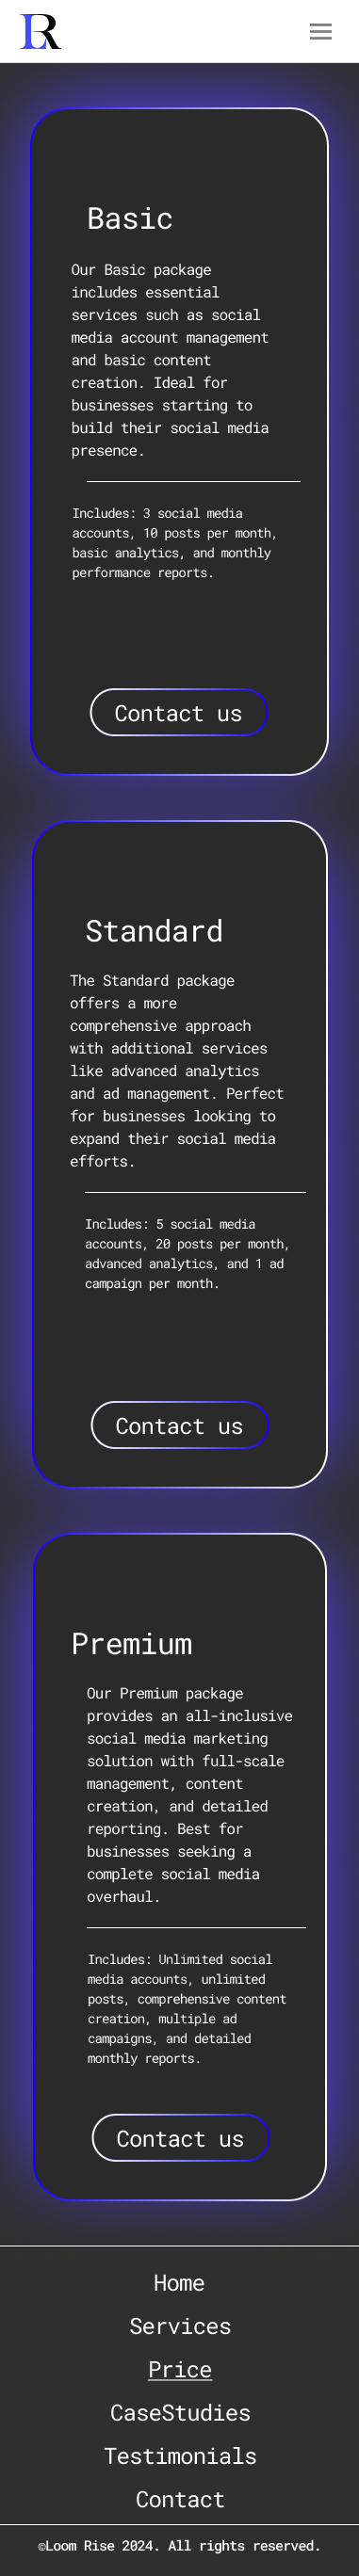 LR
Basic
Our Basic package
includes essential
services such as social
media account management
and basic content
creation. Ideal for
businesses starting to
build their social media
presence.
Includes: 3 social media
accounts, 10 posts per month,
basic analytics, and monthly
performance reports.
Contact us
Standard
The Standard package
offers a more
comprehensive approach
with additional services
like advanced analytics
and ad management. Perfect
for businesses looking to
expand their social media
efforts.
Includes: 5 social media
accounts, 20 posts per month,
advanced analytics, and 1 ad
campaign per month.
Contact us
Premium
Our Premium package
provides an all-inclusive
social media marketing
solution with full-scale
management, content
creation, and detailed
reporting. Best for
businesses seeking a
complete social media
overhaul.
Includes: Unlimited social
media accounts, unlimited
posts, comprehensive content
creation, multiple ad
campaigns, and detailed
monthly reports.
Contact us
Home
Services
Price
CaseStudies
Testimonials
Contact
©Loom Rise 2024. All rights reserved.